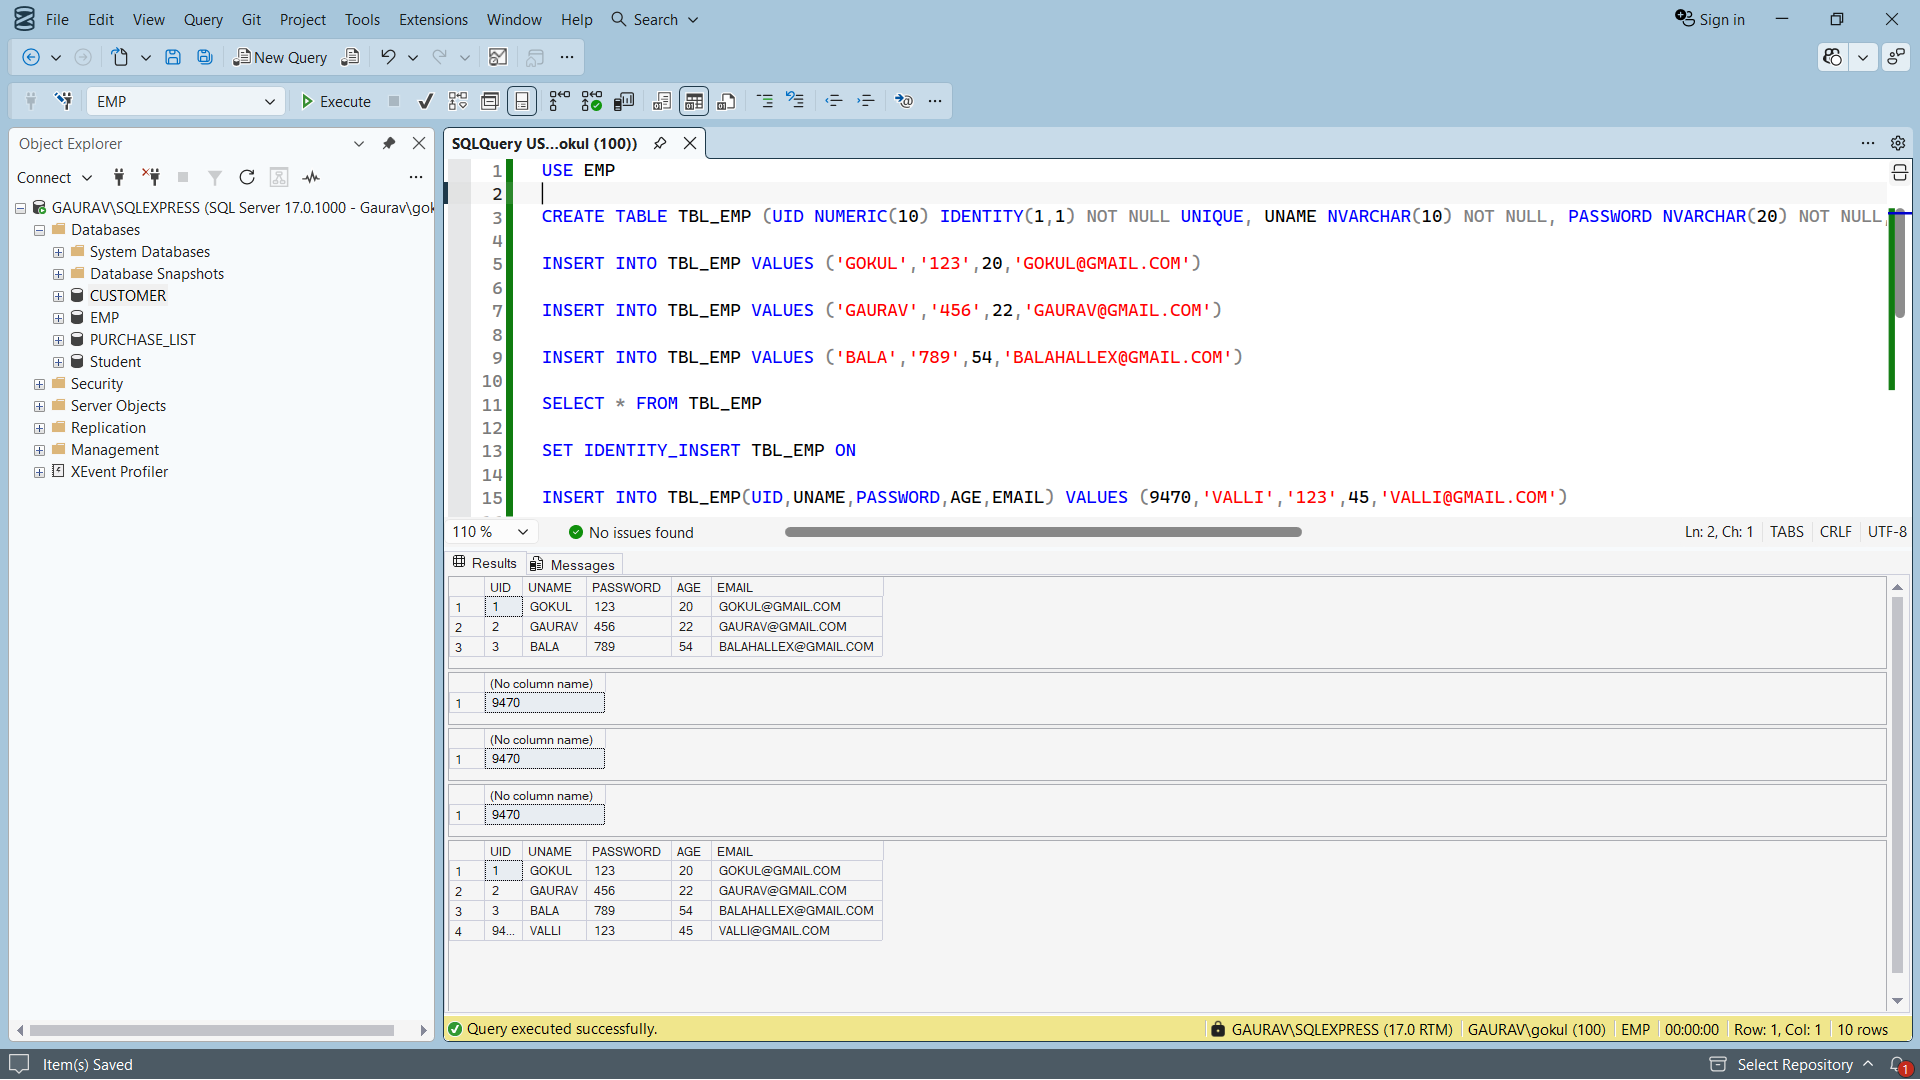 File Edit View Query Git Project Tools Extensions Window Help Search Sign in
New Query
EMP Execute
Object Explorer
Connect
GAURAV\SQLEXPRESS (SQL Server 17.0.1000 - Gaurav\gok
Databases
System Databases
Database Snapshots
CUSTOMER
EMP
PURCHASE_LIST
Student
Security
Server Objects
Replication
Management
XEvent Profiler
SQLQuery US...okul (100))
1 USE EMP
2
3 CREATE TABLE TBL_EMP (UID NUMERIC(10) IDENTITY(1,1) NOT NULL UNIQUE, UNAME NVARCHAR(10) NOT NULL, PASSWORD NVARCHAR(20) NOT NULL,
4
5 INSERT INTO TBL_EMP VALUES ('GOKUL','123',20,'GOKUL@GMAIL.COM')
6
7 INSERT INTO TBL_EMP VALUES ('GAURAV','456',22,'GAURAV@GMAIL.COM')
8
9 INSERT INTO TBL_EMP VALUES ('BALA','789',54,'BALAHALLEX@GMAIL.COM')
10
11 SELECT * FROM TBL_EMP
12
13 SET IDENTITY_INSERT TBL_EMP ON
14
15 INSERT INTO TBL_EMP(UID,UNAME,PASSWORD,AGE,EMAIL) VALUES (9470,'VALLI','123',45,'VALLI@GMAIL.COM')
110 % No issues found Ln: 2, Ch: 1 TABS CRLF UTF-8
Results Messages
UID UNAME PASSWORD AGE EMAIL
1 1 GOKUL 123 20 GOKUL@GMAIL.COM
2 2 GAURAV 456 22 GAURAV@GMAIL.COM
3 3 BALA 789 54 BALAHALLEX@GMAIL.COM
(No column name)
1 9470
(No column name)
1 9470
(No column name)
1 9470
UID UNAME PASSWORD AGE EMAIL
1 1 GOKUL 123 20 GOKUL@GMAIL.COM
2 2 GAURAV 456 22 GAURAV@GMAIL.COM
3 3 BALA 789 54 BALAHALLEX@GMAIL.COM
4 94... VALLI 123 45 VALLI@GMAIL.COM
Query executed successfully. GAURAV\SQLEXPRESS (17.0 RTM) GAURAV\gokul (100) EMP 00:00:00 Row: 1, Col: 1 10 rows
Item(s) Saved Select Repository 1